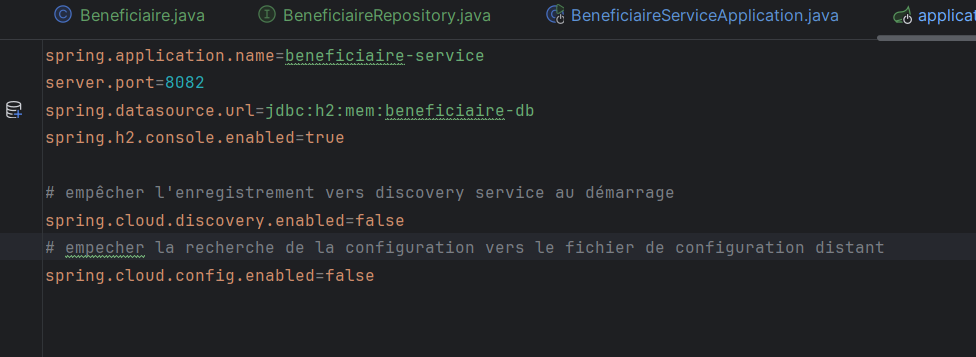 Beneficiaire.java BeneficiaireRepository.java BeneficiaireServiceApplication.java
spring.application.name=beneficiaire-service
server.port=8082
spring.datasource.url=jdbc:h2:mem:beneficiaire-db
spring.h2.console.enabled=true
# empêcher l'enregistrement vers discovery service au démarrage
spring.cloud.discovery.enabled=false
# empecher la recherche de la configuration vers le fichier de configuration distant
spring.cloud.config.enabled=false